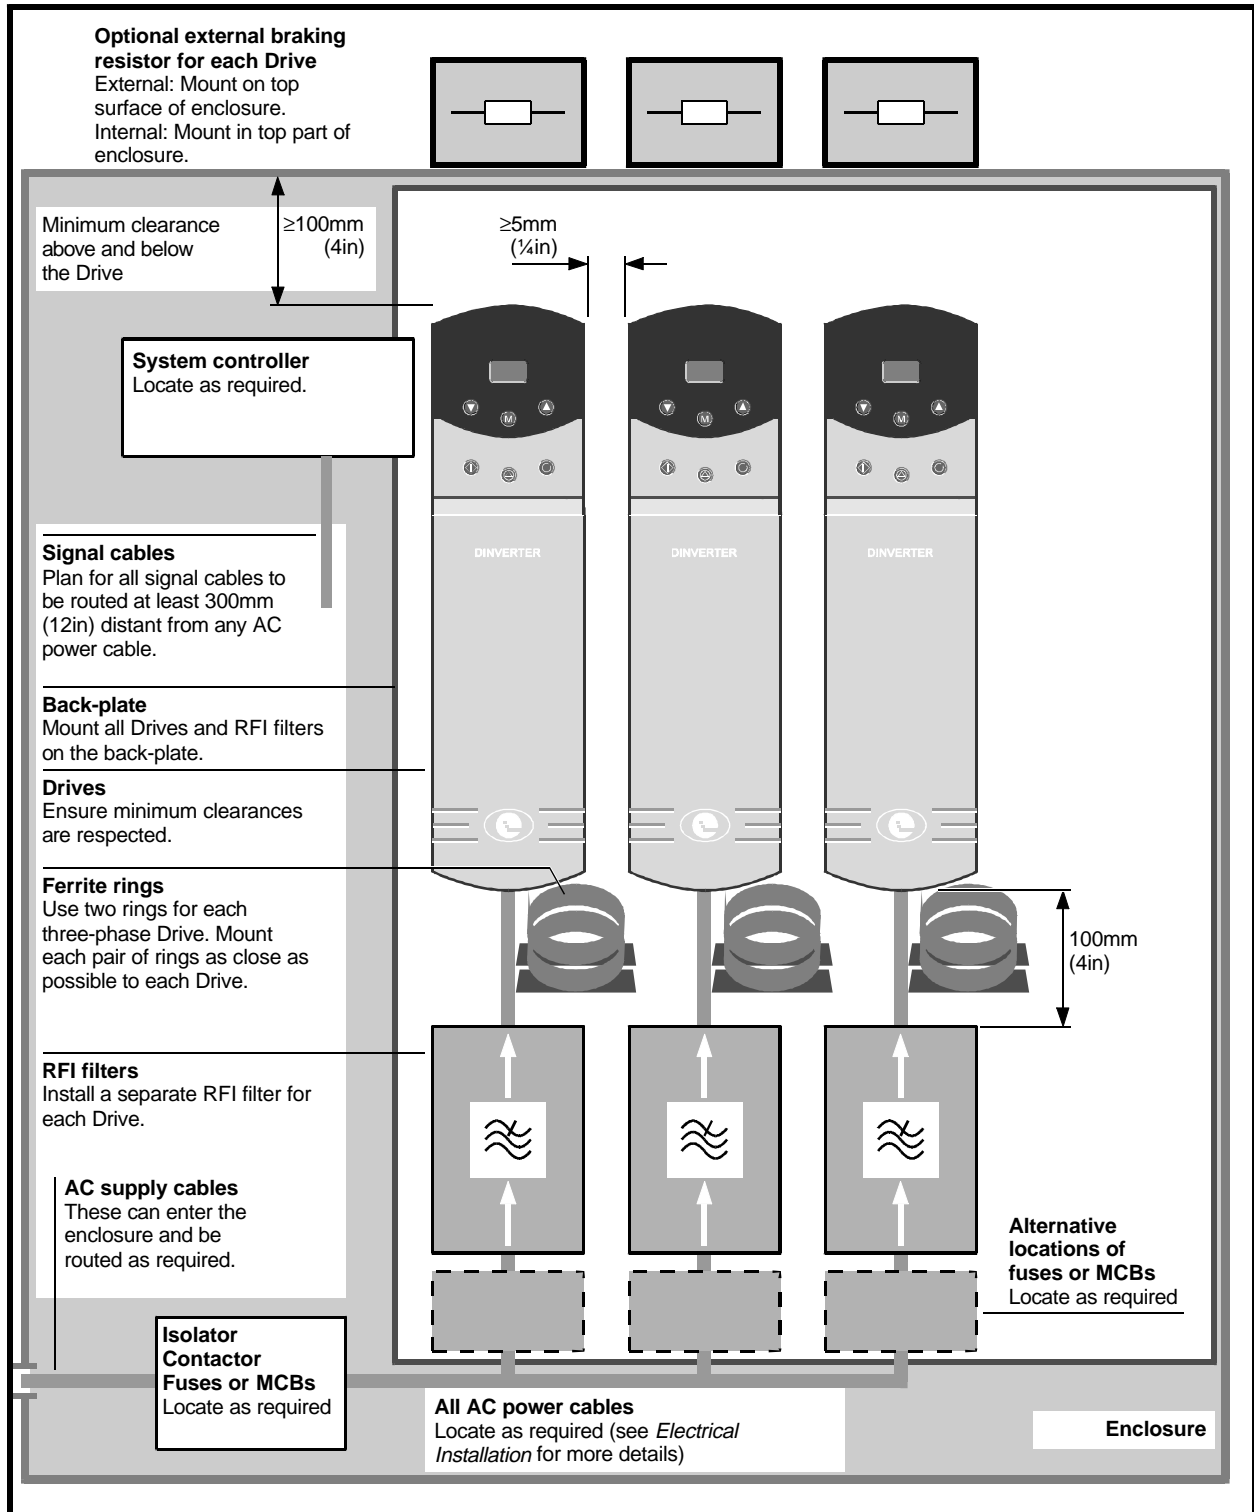 Optional external braking
resistor for each Drive
External: Mount on top
surface of enclosure.
Internal: Mount in top part of
enclosure.
Minimum clearance
above and below
the Drive
≥100mm
(4in)
≥5mm
(¼in)
System controller
Locate as required.
M
M
M
Signal cables
Plan for all signal cables to
be routed at least 300mm
(12in) distant from any AC
power cable.
DINVERTER
DINVERTER
DINVERTER
Back-plate
Mount all Drives and RFI filters
on the back-plate.
Drives
Ensure minimum clearances
are respected.
Ferrite rings
Use two rings for each
three-phase Drive. Mount
each pair of rings as close as
possible to each Drive.
100mm
(4in)
RFI filters
Install a separate RFI filter for
each Drive.
AC supply cables
These can enter the
enclosure and be
routed as required.
Alternative
locations of
fuses or MCBs
Locate as required
Isolator
Contactor
Fuses or MCBs
Locate as required
All AC power cables
Locate as required (see Electrical
Installation for more details)
Enclosure